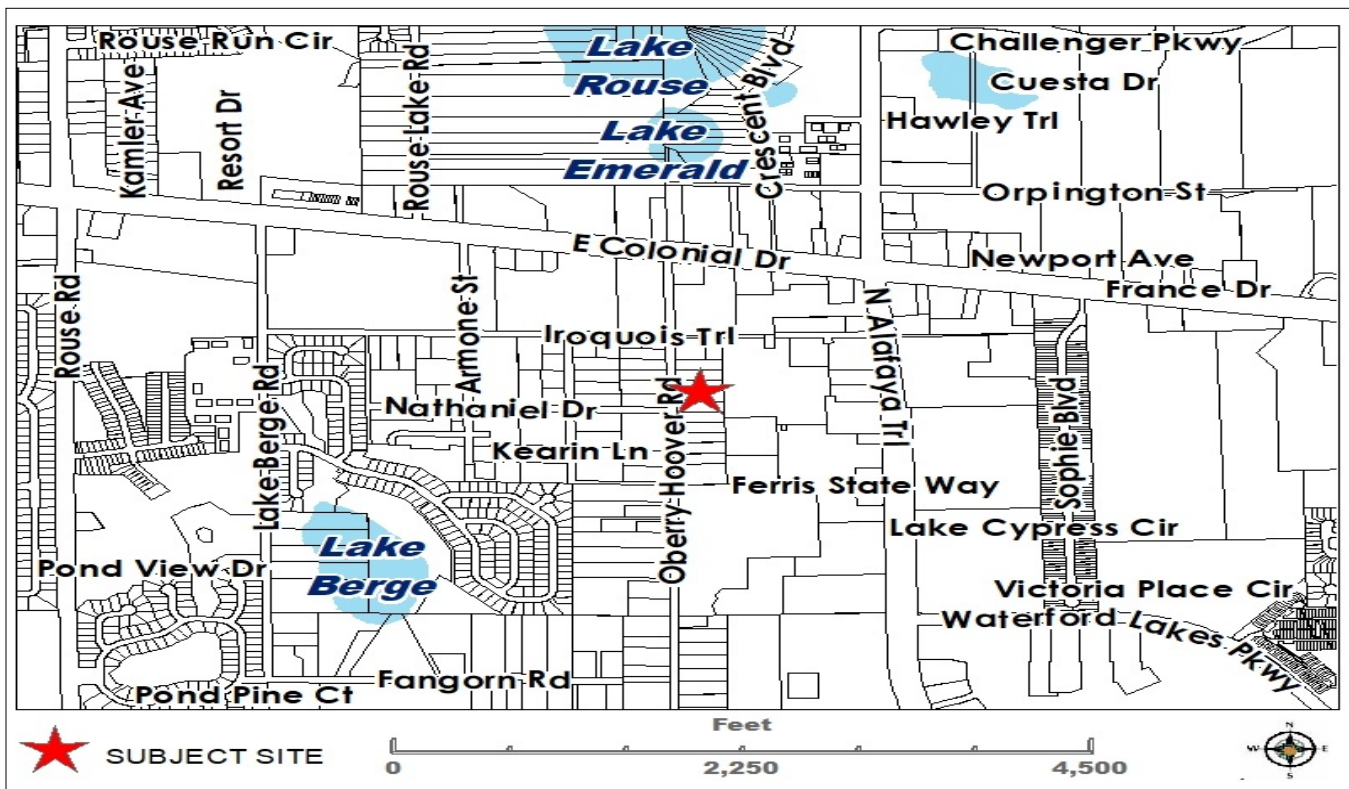 Rouse Run Cir
Kamler Ave
Resort Dr
Rouse Lake Rd
Lake
Rouse
Lake
Emerald
Crescent Blvd
Challenger Pkwy
Cuesta Dr
Hawley Trl
Orpington St
E Colonial Dr
Newport Ave
France Dr
Rouse Rd
Armone St
Iroquois Trl
N Alafaya Trl
Lake Berge Rd
Nathaniel Dr
Kearin Ln
Oberry Hoover Rd
Sophie Blvd
Ferris State Way
Lake Cypress Cir
Lake
Berge
Pond View Dr
Victoria Place Cir
Waterford Lakes Pkwy
Fangorn Rd
Pond Pine Ct
SUBJECT SITE
Feet
0 2,250 4,500
N
W E
S